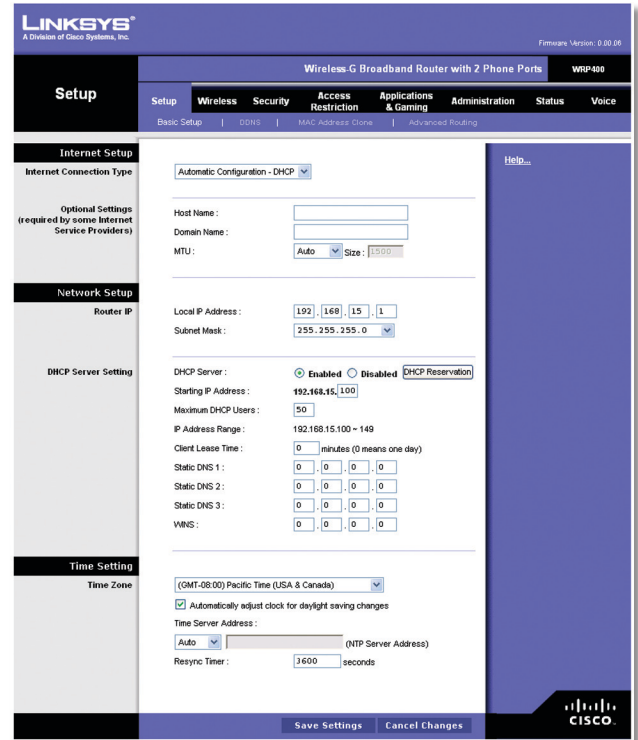 LINKSYS®
A Division of Cisco Systems, Inc.
Firmware Version: 0.00.06
Wireless-G Broadband Router with 2 Phone Ports WRP400
Setup
Setup Wireless Security Access Restriction Applications & Gaming Administration Status Voice
Basic Setup | DDNS | MAC Address Clone | Advanced Routing
Internet Setup
Help...
Internet Connection Type Automatic Configuration - DHCP
Optional Settings
(required by some Internet
Service Providers)
Host Name :
Domain Name :
MTU : Auto Size : 1500
Network Setup
Router IP Local IP Address : 192 . 168 . 15 . 1
Subnet Mask : 255.255.255.0
DHCP Server Setting DHCP Server : Enabled Disabled DHCP Reservation
Starting IP Address : 192.168.15. 100
Maximum DHCP Users : 50
IP Address Range : 192.168.15.100 ~ 149
Client Lease Time : 0 minutes (0 means one day)
Static DNS 1 : 0 . 0 . 0 . 0
Static DNS 2 : 0 . 0 . 0 . 0
Static DNS 3 : 0 . 0 . 0 . 0
WINS : 0 . 0 . 0 . 0
Time Setting
Time Zone (GMT-08:00) Pacific Time (USA & Canada)
Automatically adjust clock for daylight saving changes
Time Server Address :
Auto (NTP Server Address)
Resync Timer : 3600 seconds
Save Settings Cancel Changes
CISCO.